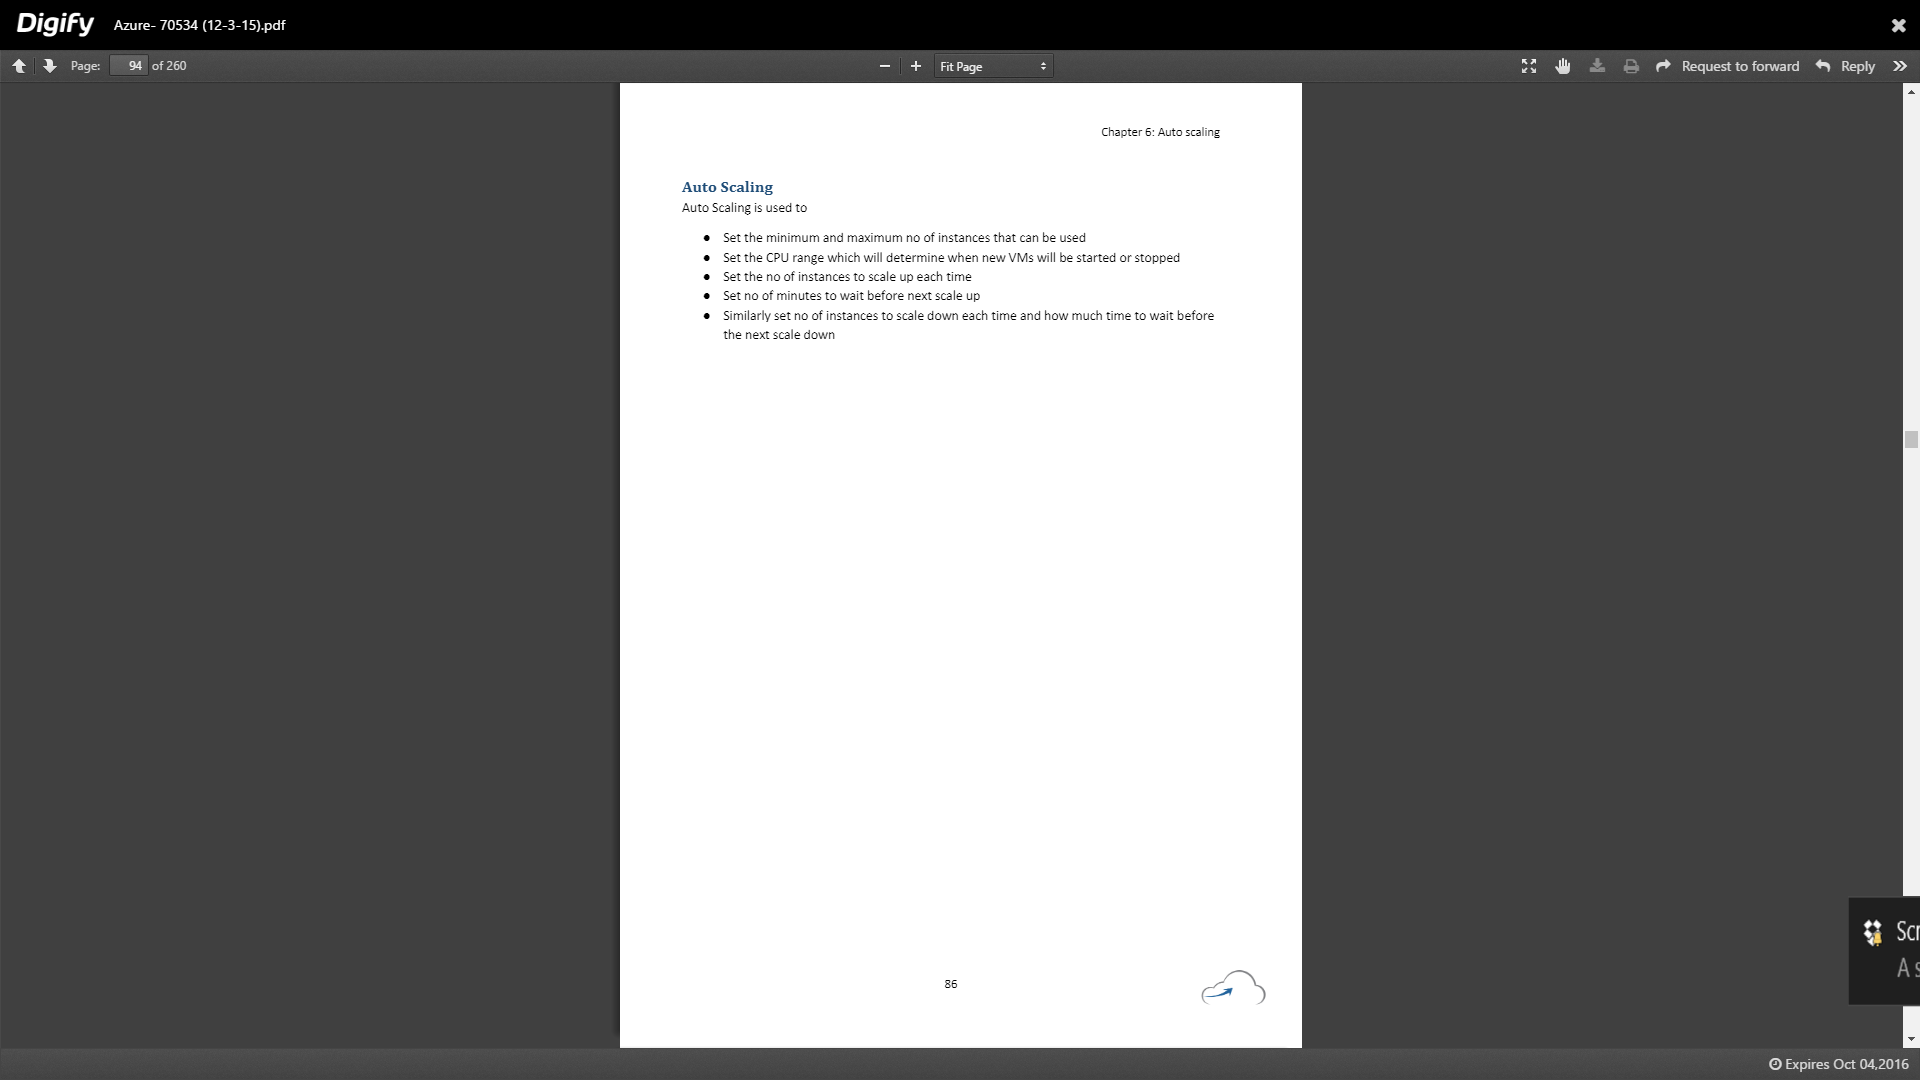 Digify Azure- 70534 (12-3-15).pdf
Page: 94 of 260 Fit Page Request to forward Reply
Chapter 6: Auto scaling
Auto Scaling
Auto Scaling is used to
● Set the minimum and maximum no of instances that can be used
● Set the CPU range which will determine when new VMs will be started or stopped
● Set the no of instances to scale up each time
● Set no of minutes to wait before next scale up
● Similarly set no of instances to scale down each time and how much time to wait before
the next scale down
Scr
A s
86
Expires Oct 04,2016